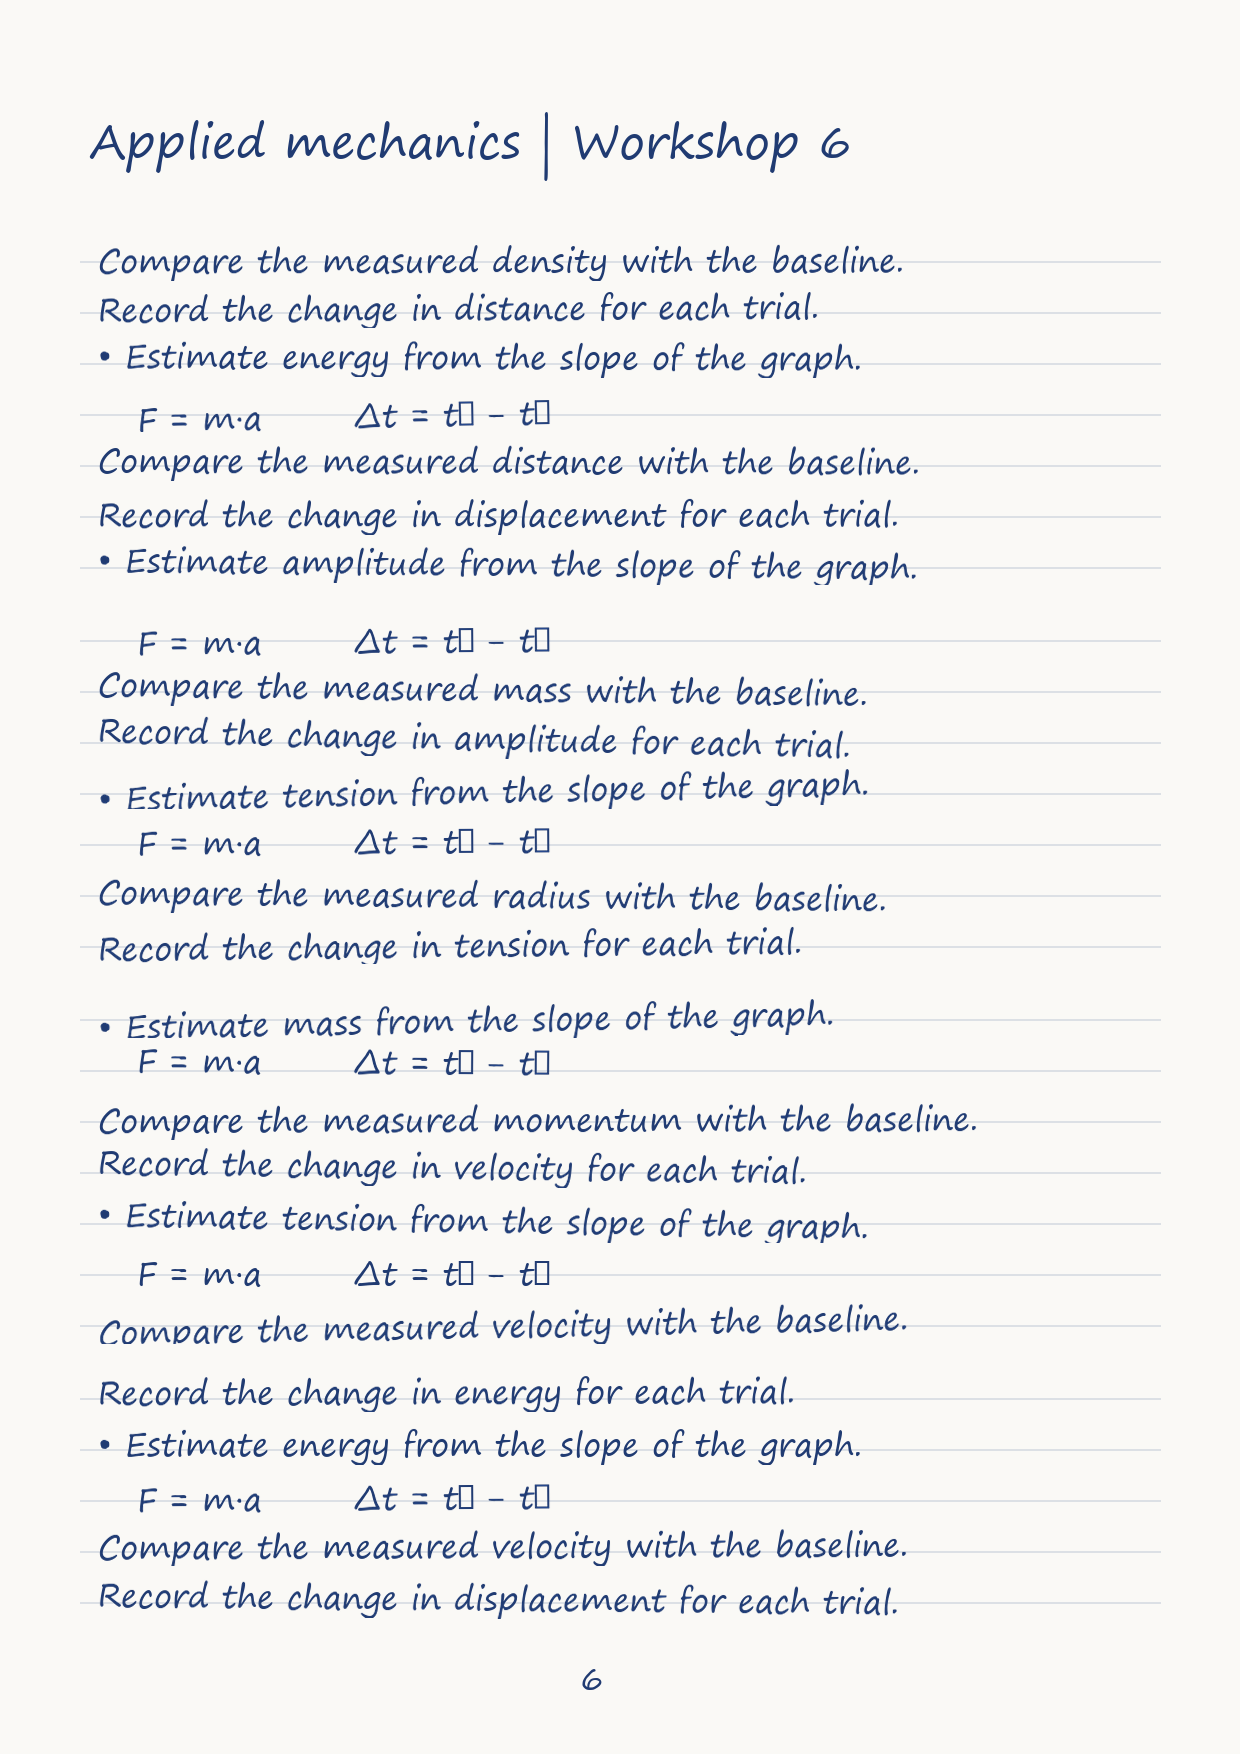 Applied mechanics | Workshop 6
Compare the measured density with the baseline.
Record the change in distance for each trial.
• Estimate energy from the slope of the graph.
F = m·a Δt = t□ − t□
Compare the measured distance with the baseline.
Record the change in displacement for each trial.
• Estimate amplitude from the slope of the graph.
F = m·a Δt = t□ − t□
Compare the measured mass with the baseline.
Record the change in amplitude for each trial.
• Estimate tension from the slope of the graph.
F = m·a Δt = t□ − t□
Compare the measured radius with the baseline.
Record the change in tension for each trial.
• Estimate mass from the slope of the graph.
F = m·a Δt = t□ − t□
Compare the measured momentum with the baseline.
Record the change in velocity for each trial.
• Estimate tension from the slope of the graph.
F = m·a Δt = t□ − t□
Compare the measured velocity with the baseline.
Record the change in energy for each trial.
• Estimate energy from the slope of the graph.
F = m·a Δt = t□ − t□
Compare the measured velocity with the baseline.
Record the change in displacement for each trial.
6